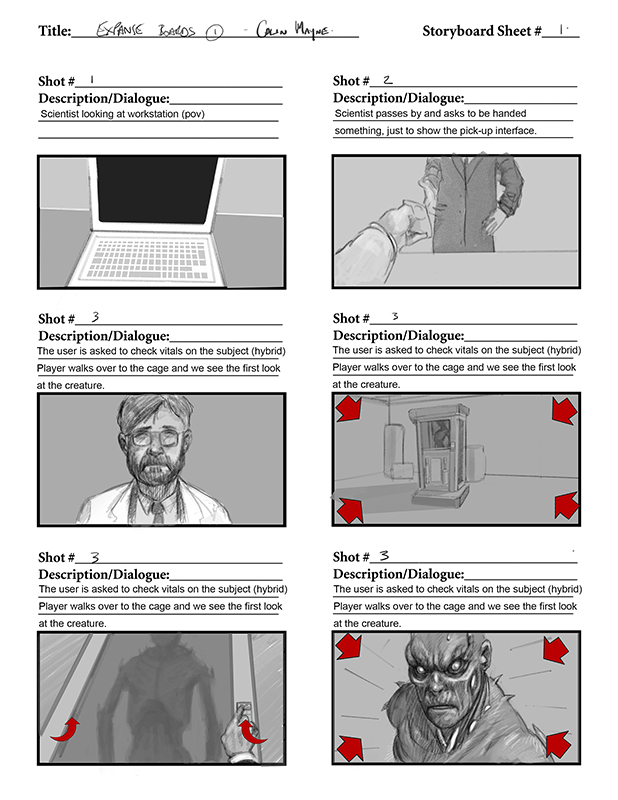 Title: EXPANSE BOARDS 1 - COLIN MAYNE. Storyboard Sheet # 1.
Shot # 1
Description/Dialogue:
Scientist looking at workstation (pov)
Shot # 2
Description/Dialogue:
Scientist passes by and asks to be handed
something, just to show the pick-up interface.
Shot # 3
Description/Dialogue:
The user is asked to check vitals on the subject (hybrid)
Player walks over to the cage and we see the first look
at the creature.
Shot # 3
Description/Dialogue:
The user is asked to check vitals on the subject (hybrid)
Player walks over to the cage and we see the first look
at the creature.
Shot # 3
Description/Dialogue:
The user is asked to check vitals on the subject (hybrid)
Player walks over to the cage and we see the first look
at the creature.
Shot # 3
Description/Dialogue:
The user is asked to check vitals on the subject (hybrid)
Player walks over to the cage and we see the first look
at the creature.